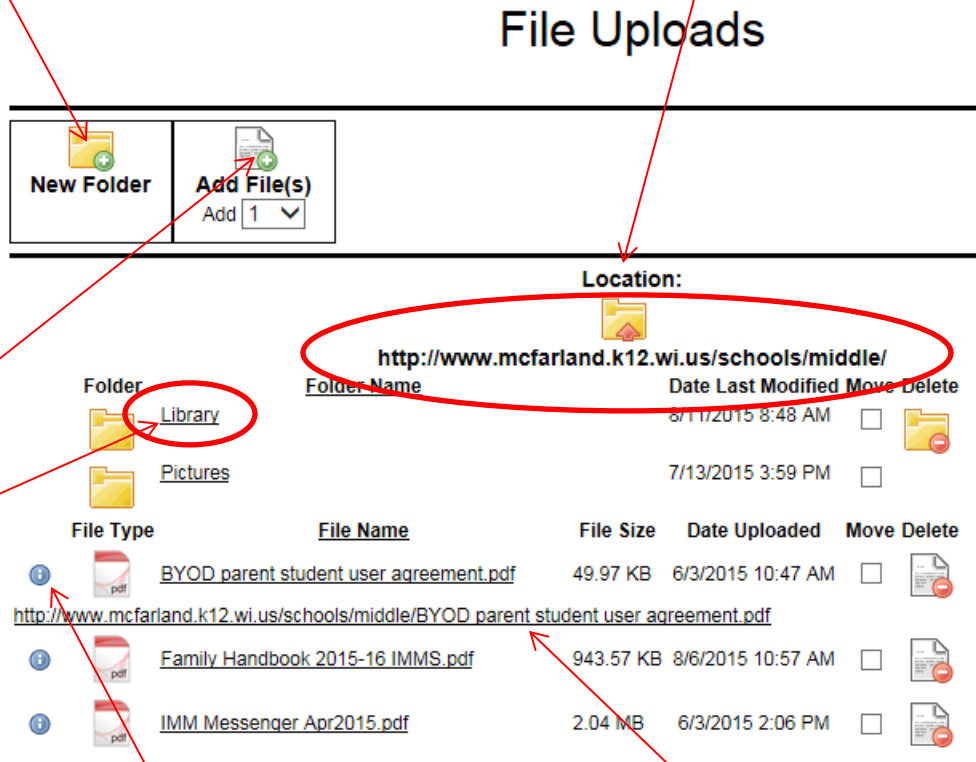 File Uploads
New Folder
Add File(s)
Add 1
Location:
http://www.mcfarland.k12.wi.us/schools/middle/
Folder Folder Name Date Last Modified Move Delete
Library 8/11/2015 8:48 AM
Pictures 7/13/2015 3:59 PM
File Type File Name File Size Date Uploaded Move Delete
pdf BYOD parent student user agreement.pdf 49.97 KB 6/3/2015 10:47 AM
http://www.mcfarland.k12.wi.us/schools/middle/BYOD parent student user agreement.pdf
pdf Family Handbook 2015-16 IMMS.pdf 943.57 KB 8/6/2015 10:57 AM
pdf IMM Messenger Apr2015.pdf 2.04 MB 6/3/2015 2:06 PM